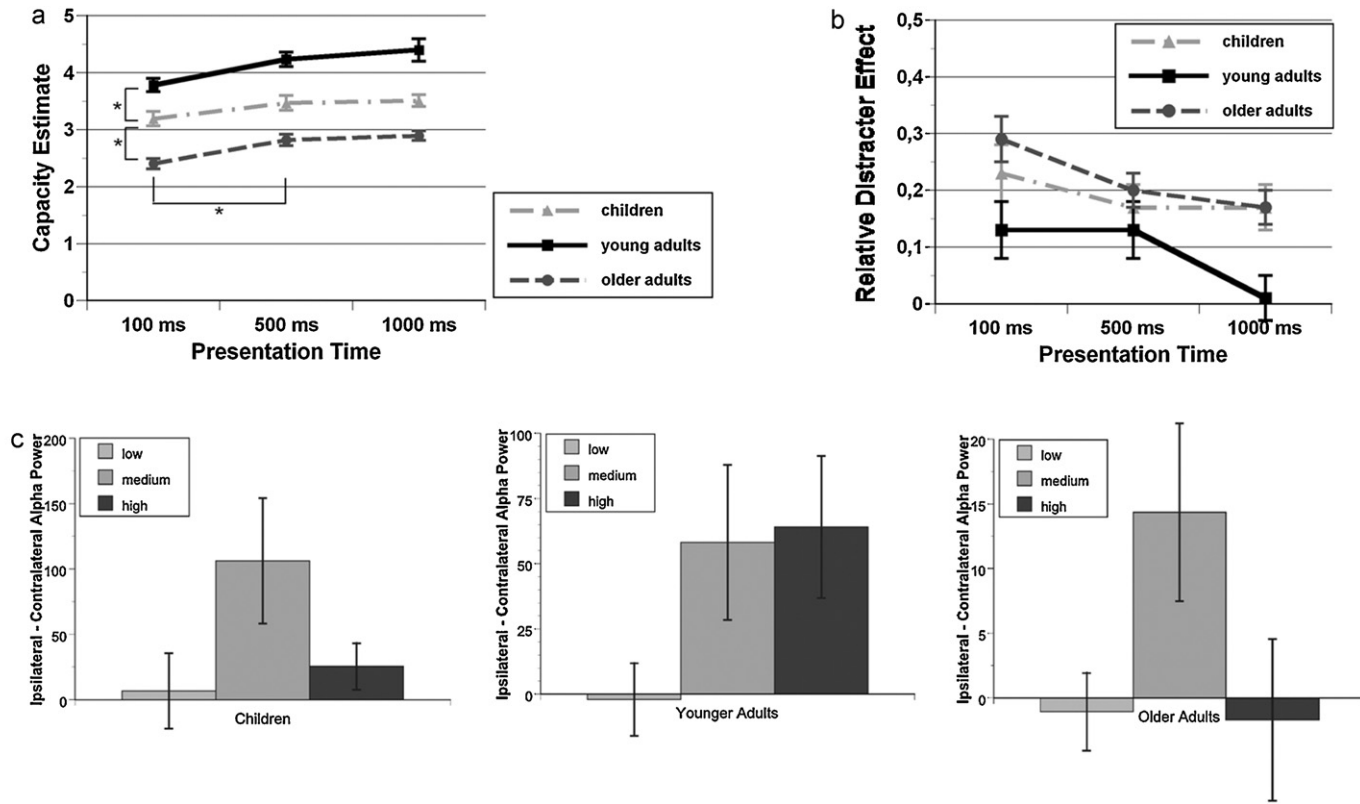 a
5
4
3
2
1
0
Capacity Estimate
*
*
*
100 ms
500 ms
1000 ms
Presentation Time
children
young adults
older adults
b
0,5
0,4
0,3
0,2
0,1
0
Relative Distracter Effect
children
young adults
older adults
100 ms
500 ms
1000 ms
Presentation Time
c
Ipsilateral - Contralateral Alpha Power
200
150
100
50
0
low
medium
high
Children
Ipsilateral - Contralateral Alpha Power
100
75
50
25
0
low
medium
high
Younger Adults
Ipsilateral - Contralateral Alpha Power
20
15
10
5
0
low
medium
high
Older Adults